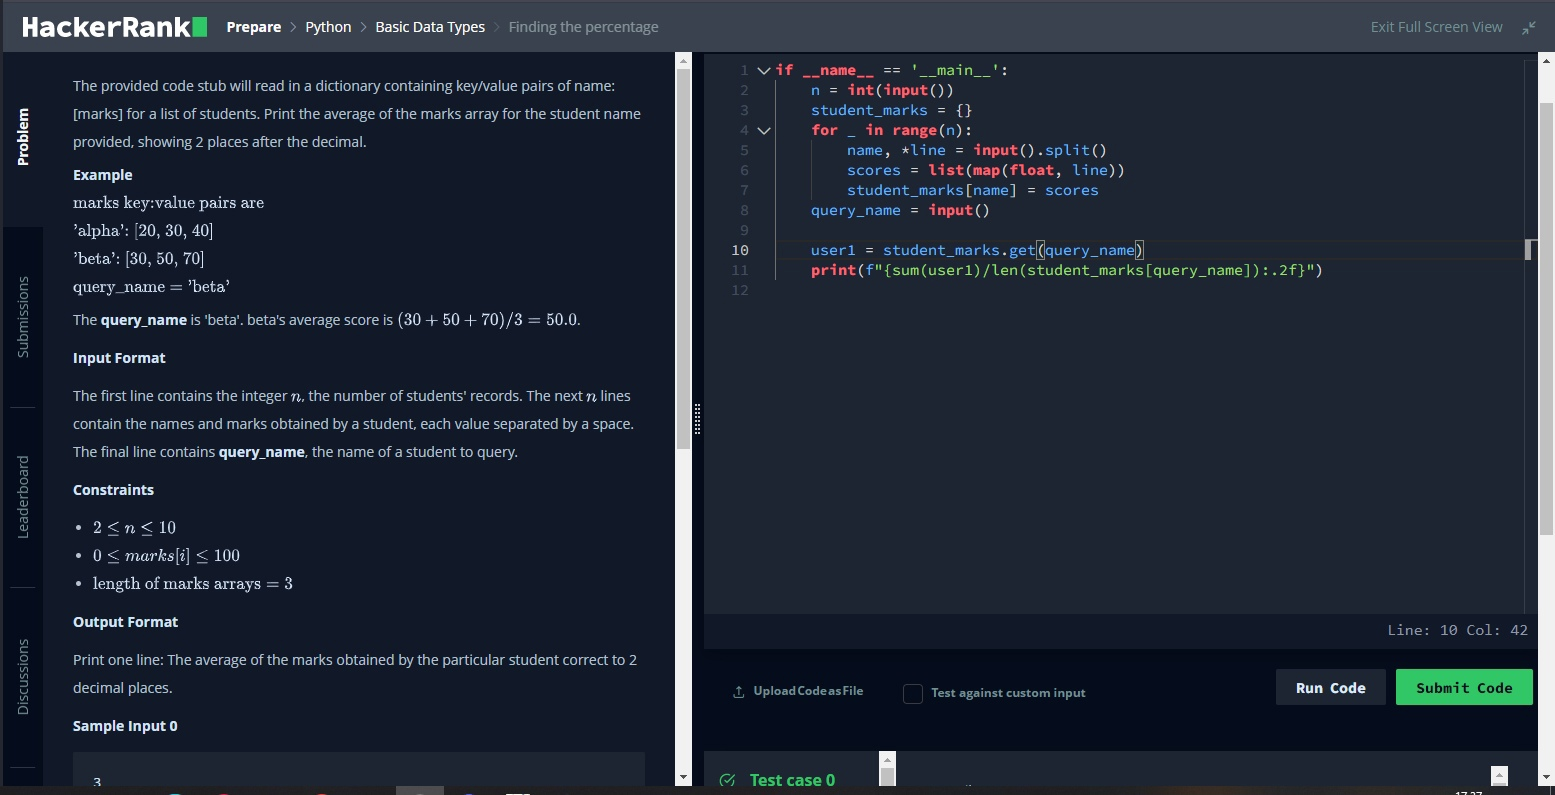 HackerRank
Prepare > Python > Basic Data Types > Finding the percentage
Exit Full Screen View
Problem
Submissions
Leaderboard
Discussions
The provided code stub will read in a dictionary containing key/value pairs of name:
[marks] for a list of students. Print the average of the marks array for the student name
provided, showing 2 places after the decimal.
Example
marks key:value pairs are
'alpha': [20, 30, 40]
'beta': [30, 50, 70]
query_name = 'beta'
The query_name is 'beta'. beta's average score is (30 + 50 + 70)/3 = 50.0.
Input Format
The first line contains the integer n, the number of students' records. The next n lines
contain the names and marks obtained by a student, each value separated by a space.
The final line contains query_name, the name of a student to query.
Constraints
• 2 ≤ n ≤ 10
• 0 ≤ marks[i] ≤ 100
• length of marks arrays = 3
Output Format
Print one line: The average of the marks obtained by the particular student correct to 2
decimal places.
Sample Input 0
3
1 if __name__ == '__main__':
2 n = int(input())
3 student_marks = {}
4 for _ in range(n):
5 name, *line = input().split()
6 scores = list(map(float, line))
7 student_marks[name] = scores
8 query_name = input()
9
10 user1 = student_marks.get(query_name)
11 print(f"{sum(user1)/len(student_marks[query_name]):.2f}")
12
Line: 10 Col: 42
Upload Code as File
Test against custom input
Run Code
Submit Code
Test case 0